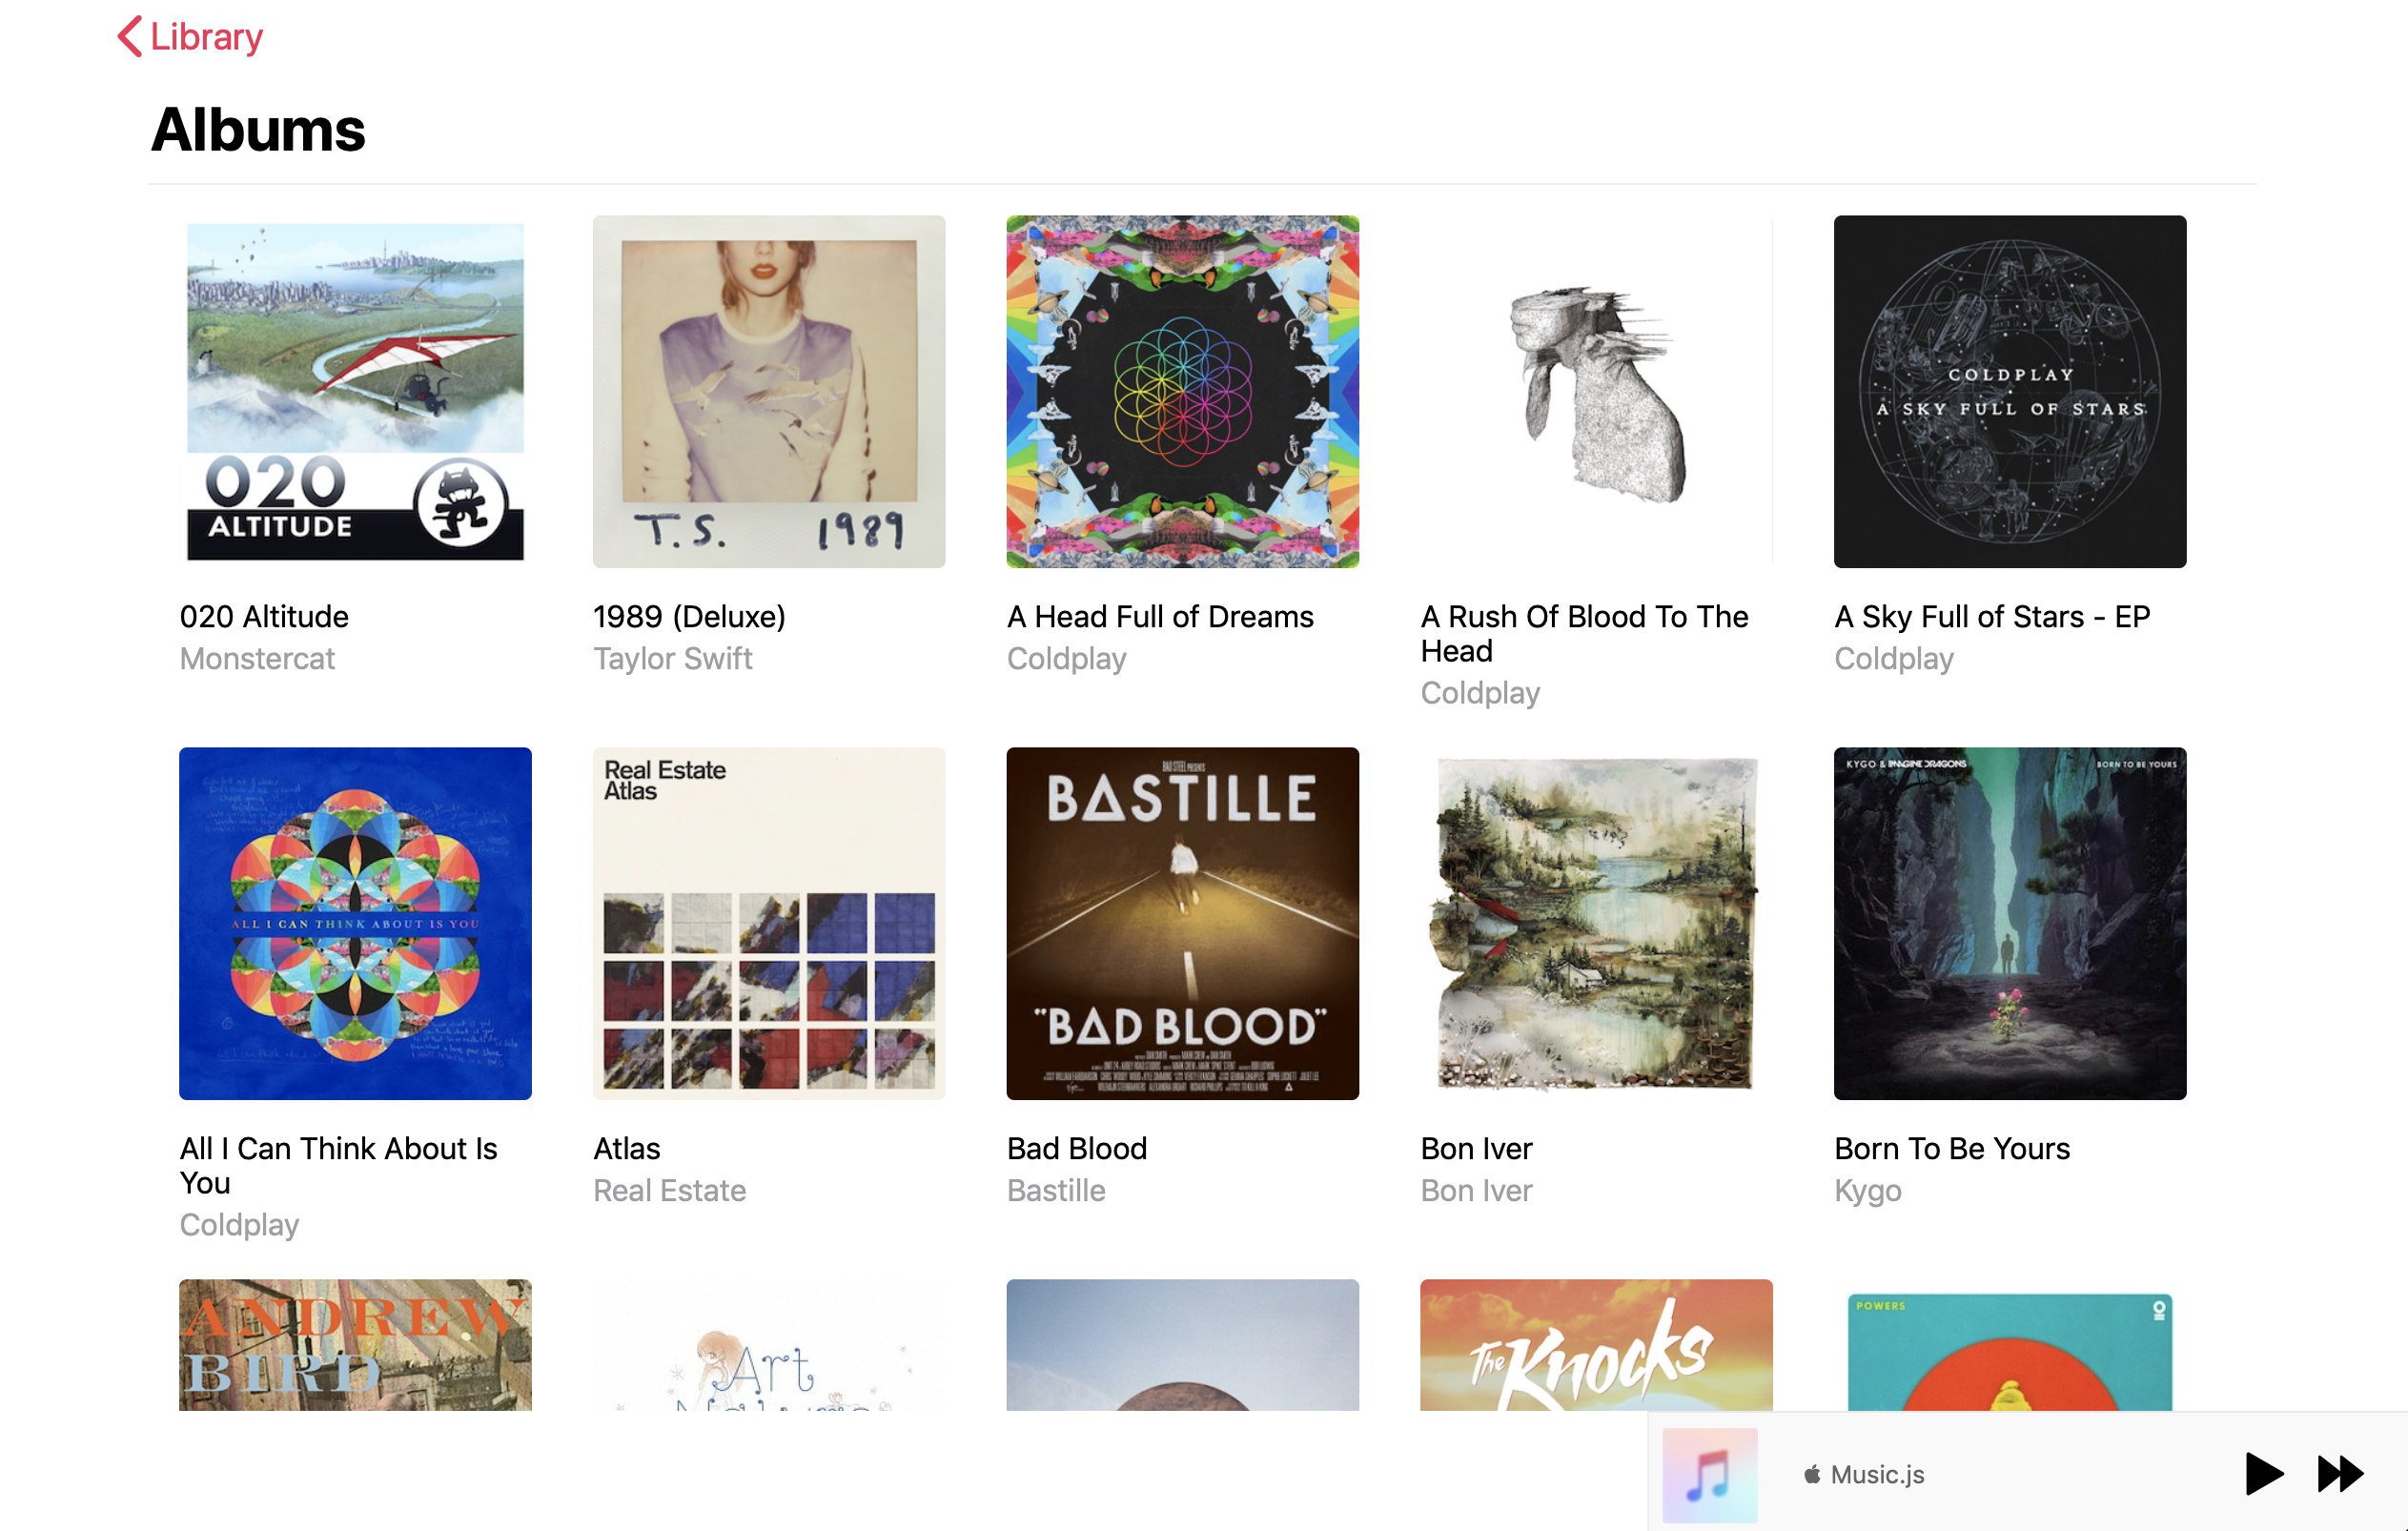 Library
Albums
020
ALTITUDE
T.S. 1989
COLDPLAY
A SKY FULL OF STARS
020 Altitude
Monstercat
1989 (Deluxe)
Taylor Swift
A Head Full of Dreams
Coldplay
A Rush Of Blood To The
Head
Coldplay
A Sky Full of Stars - EP
Coldplay
ALL I CAN THINK ABOUT IS YOU
Real Estate
Atlas
BAD STEEL PRESENTS
BASTILLE
"BAD BLOOD"
KYGO & IMAGINE DRAGONS
BORN TO BE YOURS
All I Can Think About Is
You
Coldplay
Atlas
Real Estate
Bad Blood
Bastille
Bon Iver
Bon Iver
Born To Be Yours
Kygo
ANDREW
BIRD
Art
The Knocks
POWERS
Music.js